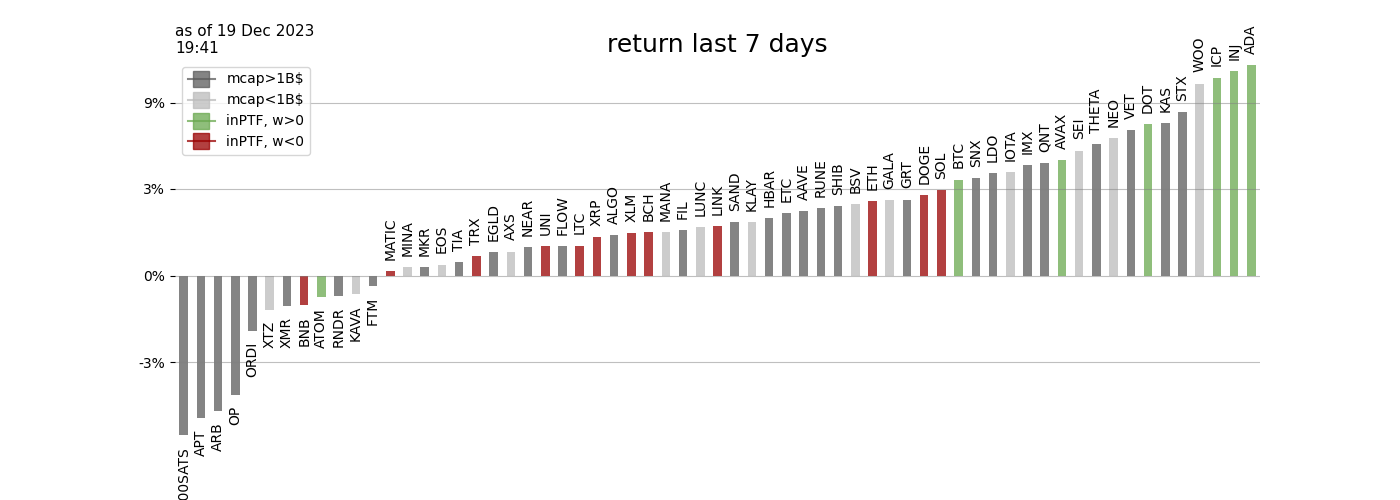 as of 19 Dec 2023
19:41
return last 7 days
mcap>1B$
mcap<1B$
inPTF, w>0
inPTF, w<0
9%
3%
0%
-3%
00SATS
APT
ARB
OP
ORDI
XTZ
XMR
BNB
ATOM
RNDR
KAVA
FTM
MATIC
MINA
MKR
EOS
TIA
TRX
EGLD
AXS
NEAR
UNI
FLOW
LTC
XRP
ALGO
XLM
BCH
MANA
FIL
LUNC
LINK
SAND
KLAY
HBAR
ETC
AAVE
RUNE
SHIB
BSV
ETH
GALA
GRT
DOGE
SOL
BTC
SNX
LDO
IOTA
IMX
QNT
AVAX
SEI
THETA
NEO
VET
DOT
KAS
STX
WOO
ICP
INJ
ADA